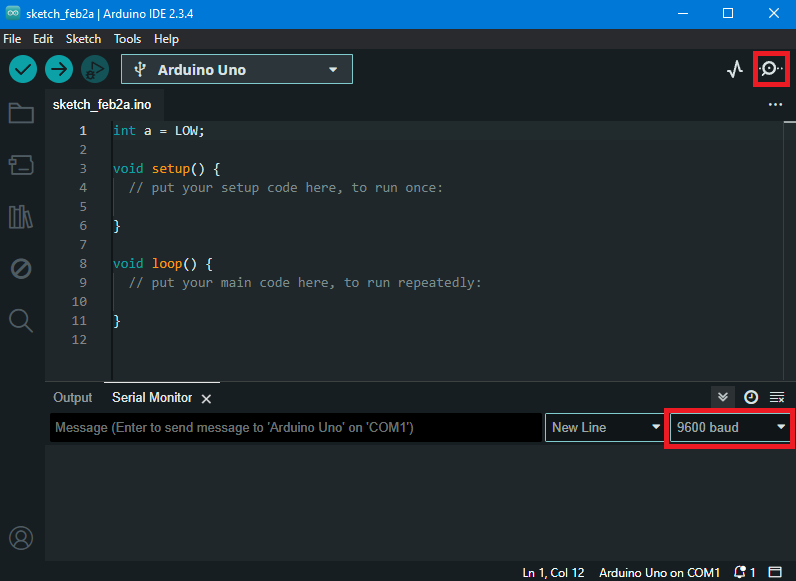 sketch_feb2a | Arduino IDE 2.3.4
File Edit Sketch Tools Help
Arduino Uno
sketch_feb2a.ino
1 int a = LOW;
2
3 void setup() {
4 // put your setup code here, to run once:
5
6 }
7
8 void loop() {
9 // put your main code here, to run repeatedly:
10
11 }
12
Output Serial Monitor
Message (Enter to send message to 'Arduino Uno' on 'COM1') New Line 9600 baud
Ln 1, Col 12 Arduino Uno on COM1 1